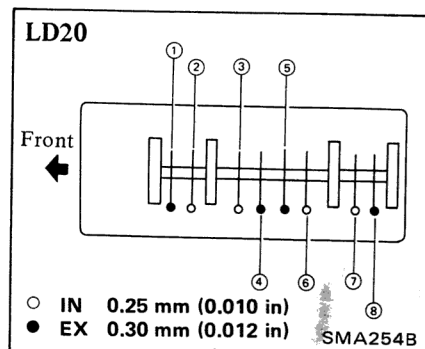 LD20
① ② ③ ⑤
Front
④ ⑥ ⑦ ⑧
○ IN 0.25 mm (0.010 in)
● EX 0.30 mm (0.012 in)
SMA254B